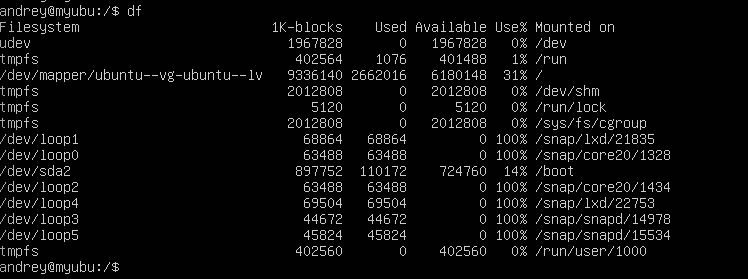 andrey@myubu:/$ df
Filesystem 1K-blocks Used Available Use% Mounted on
udev 1967828 0 1967828 0% /dev
tmpfs 402564 1076 401488 1% /run
/dev/mapper/ubuntu--vg-ubuntu--lv 9336140 2662016 6180148 31% /
tmpfs 2012808 0 2012808 0% /dev/shm
tmpfs 5120 0 5120 0% /run/lock
tmpfs 2012808 0 2012808 0% /sys/fs/cgroup
/dev/loop1 68864 68864 0 100% /snap/lxd/21835
/dev/loop0 63488 63488 0 100% /snap/core20/1328
/dev/sda2 897752 110172 724760 14% /boot
/dev/loop2 63488 63488 0 100% /snap/core20/1434
/dev/loop4 69504 69504 0 100% /snap/lxd/22753
/dev/loop3 44672 44672 0 100% /snap/snapd/14978
/dev/loop5 45824 45824 0 100% /snap/snapd/15534
tmpfs 402560 0 402560 0% /run/user/1000
andrey@myubu:/$